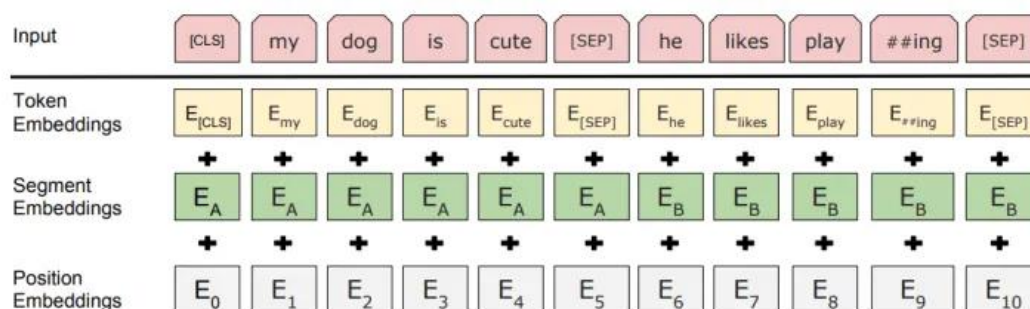 Input [CLS] my dog is cute [SEP] he likes play ##ing [SEP]
Token Embeddings E[CLS] Emy Edog Eis Ecute E[SEP] Ehe Elikes Eplay E##ing E[SEP]
+ + + + + + + + + + +
Segment Embeddings EA EA EA EA EA EA EB EB EB EB EB
+ + + + + + + + + + +
Position Embeddings E0 E1 E2 E3 E4 E5 E6 E7 E8 E9 E10